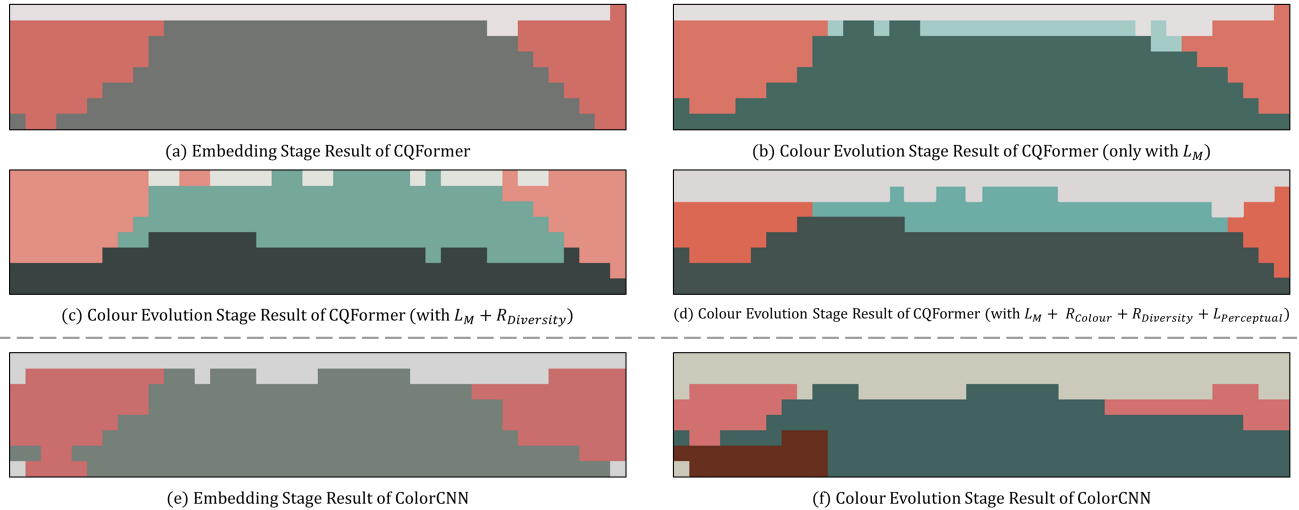 (a) Embedding Stage Result of CQFormer
(b) Colour Evolution Stage Result of CQFormer (only with L_M)
(c) Colour Evolution Stage Result of CQFormer (with L_M + R_Diversity)
(d) Colour Evolution Stage Result of CQFormer (with L_M + R_Colour + R_Diversity + L_Perceptual)
(e) Embedding Stage Result of ColorCNN
(f) Colour Evolution Stage Result of ColorCNN